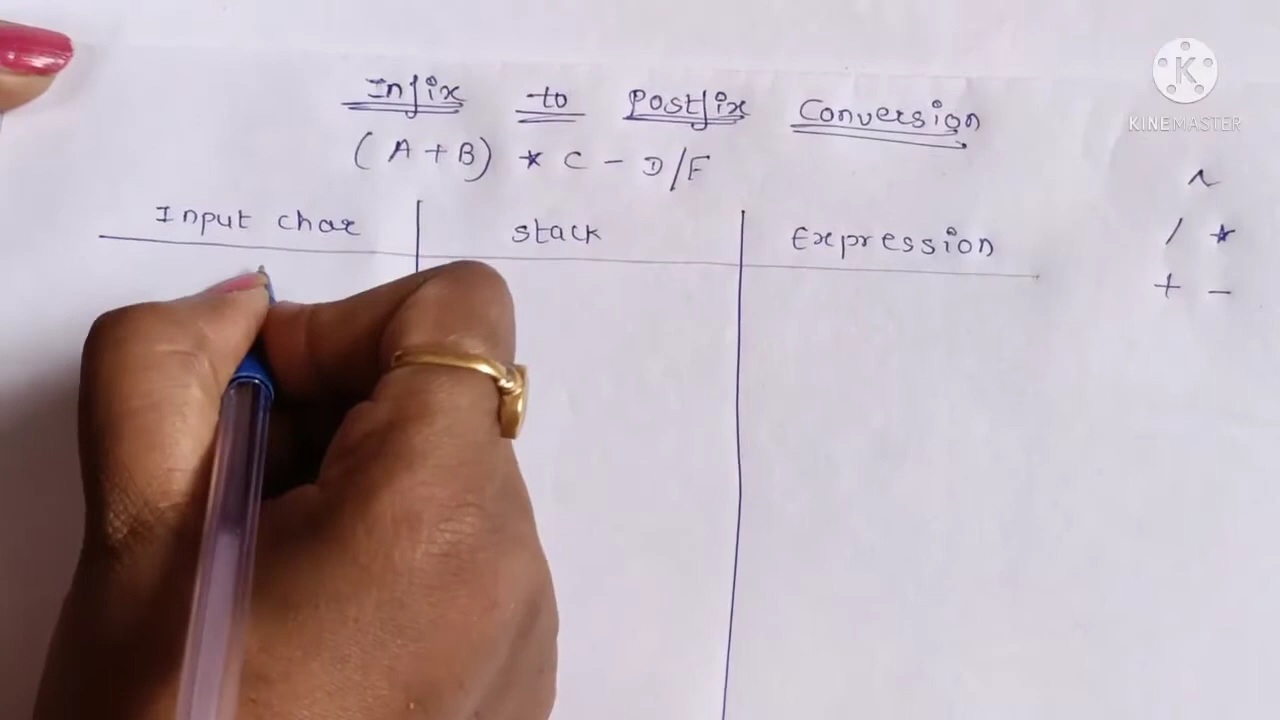 Infix to Postfix Conversion
(A+B) * C - D/F
Input char stack Expression
^
/ *
+ -
K
KINEMASTER